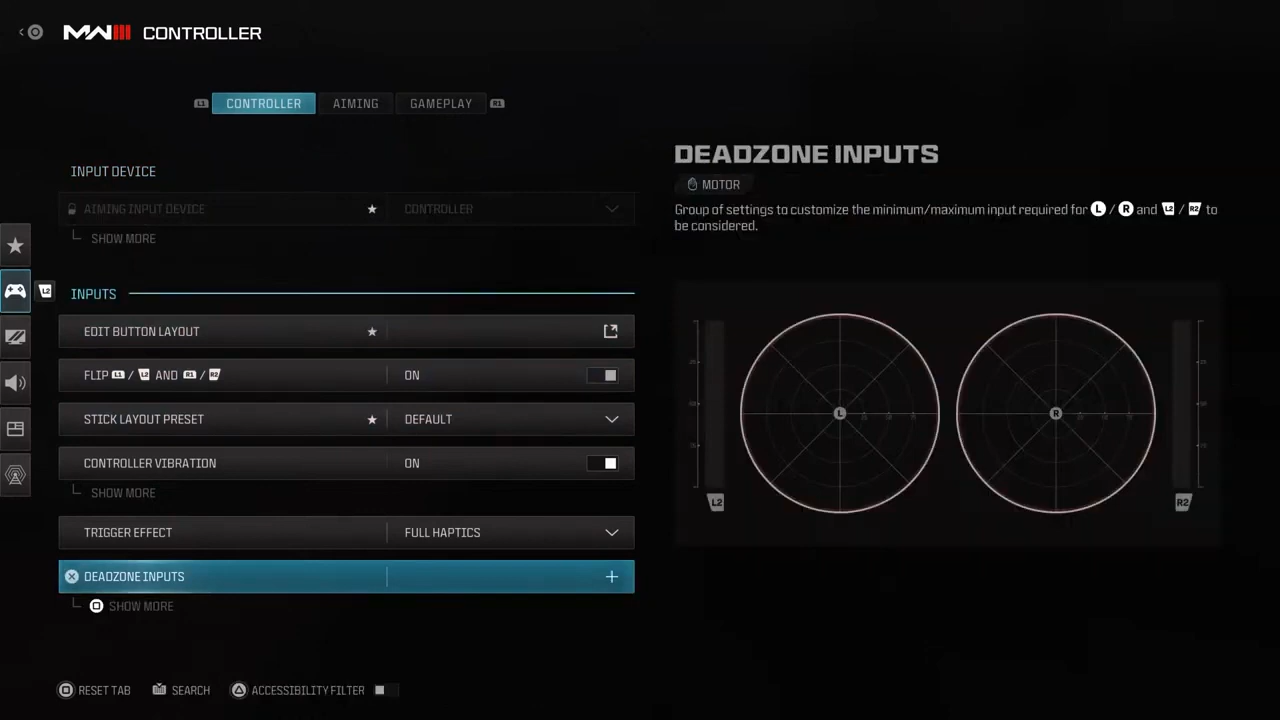 MWIII CONTROLLER
L1 CONTROLLER AIMING GAMEPLAY R1
INPUT DEVICE
AIMING INPUT DEVICE CONTROLLER
SHOW MORE
L2
INPUTS
EDIT BUTTON LAYOUT
FLIP L1 / L2 AND R1 / R2 ON
STICK LAYOUT PRESET DEFAULT
CONTROLLER VIBRATION ON
SHOW MORE
TRIGGER EFFECT FULL HAPTICS
DEADZONE INPUTS
SHOW MORE
RESET TAB SEARCH ACCESSIBILITY FILTER
DEADZONE INPUTS
MOTOR
Group of settings to customize the minimum/maximum input required for L / R and L2 / R2 to
be considered.
L R
L2 R2